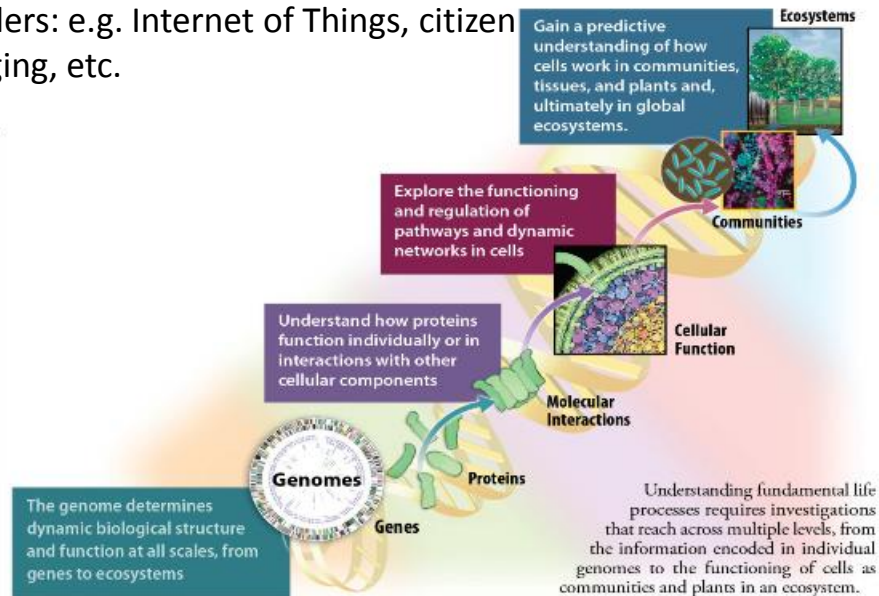 ders: e.g. Internet of Things, citizen
ging, etc.
Ecosystems
Gain a predictive
understanding of how
cells work in communities,
tissues, and plants and,
ultimately in global
ecosystems.
Explore the functioning
and regulation of
pathways and dynamic
networks in cells
Communities
Understand how proteins
function individually or in
interactions with other
cellular components
Cellular
Function
Molecular
Interactions
Genomes
Proteins
Genes
The genome determines
dynamic biological structure
and function at all scales, from
genes to ecosystems
Understanding fundamental life
processes requires investigations
that reach across multiple levels, from
the information encoded in individual
genomes to the functioning of cells as
communities and plants in an ecosystem.